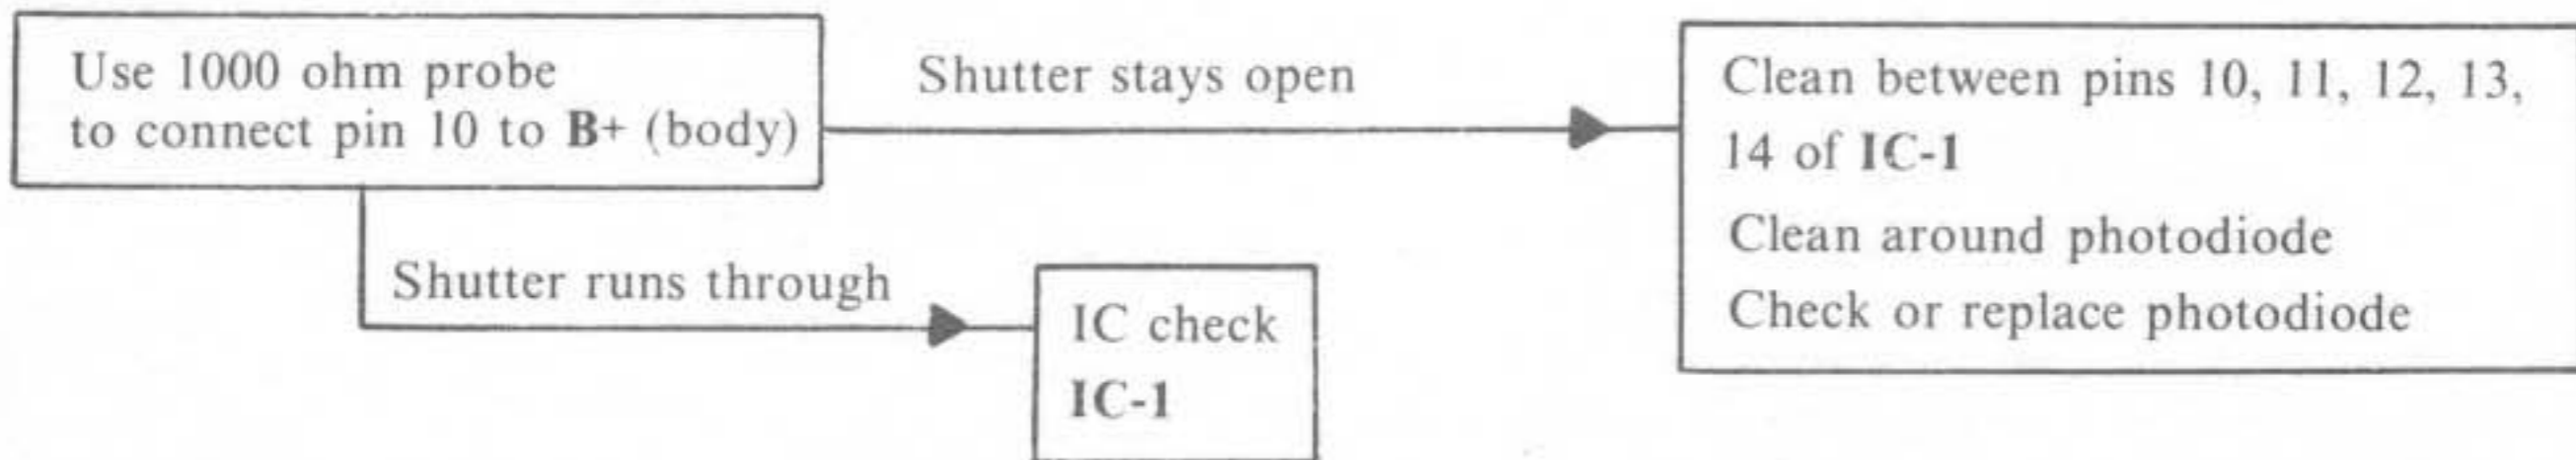 Use 1000 ohm probe
to connect pin 10 to B+ (body)
Shutter stays open
Clean between pins 10, 11, 12, 13,
14 of IC-1
Clean around photodiode
Check or replace photodiode
Shutter runs through
IC check
IC-1